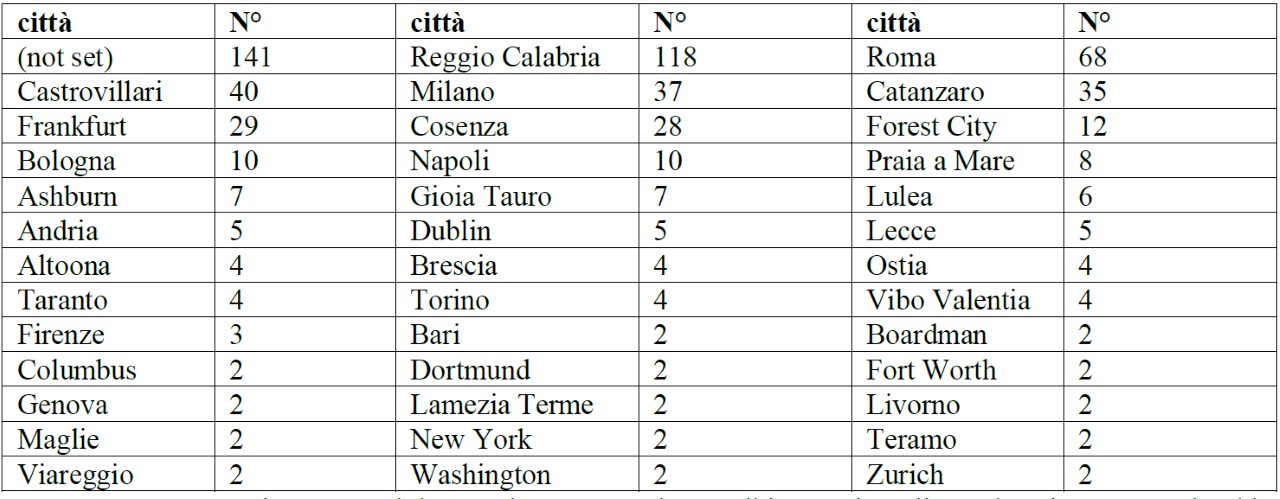 città N° città N° città N°
(not set) 141 Reggio Calabria 118 Roma 68
Castrovillari 40 Milano 37 Catanzaro 35
Frankfurt 29 Cosenza 28 Forest City 12
Bologna 10 Napoli 10 Praia a Mare 8
Ashburn 7 Gioia Tauro 7 Lulea 6
Andria 5 Dublin 5 Lecce 5
Altoona 4 Brescia 4 Ostia 4
Taranto 4 Torino 4 Vibo Valentia 4
Firenze 3 Bari 2 Boardman 2
Columbus 2 Dortmund 2 Fort Worth 2
Genova 2 Lamezia Terme 2 Livorno 2
Maglie 2 New York 2 Teramo 2
Viareggio 2 Washington 2 Zurich 2